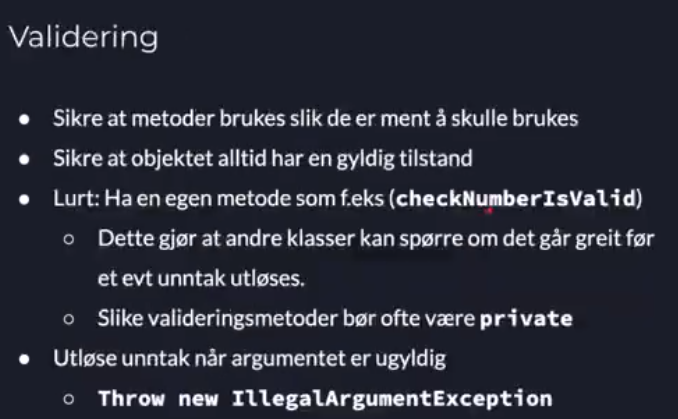 Validering
● Sikre at metoder brukes slik de er ment å skulle brukes
● Sikre at objektet alltid har en gyldig tilstand
● Lurt: Ha en egen metode som f.eks (checkNumberIsValid)
○ Dette gjør at andre klasser kan spørre om det går greit før
et evt unntak utløses.
○ Slike valideringsmetoder bør ofte være private
● Utløse unntak når argumentet er ugyldig
○ Throw new IllegalArgumentException